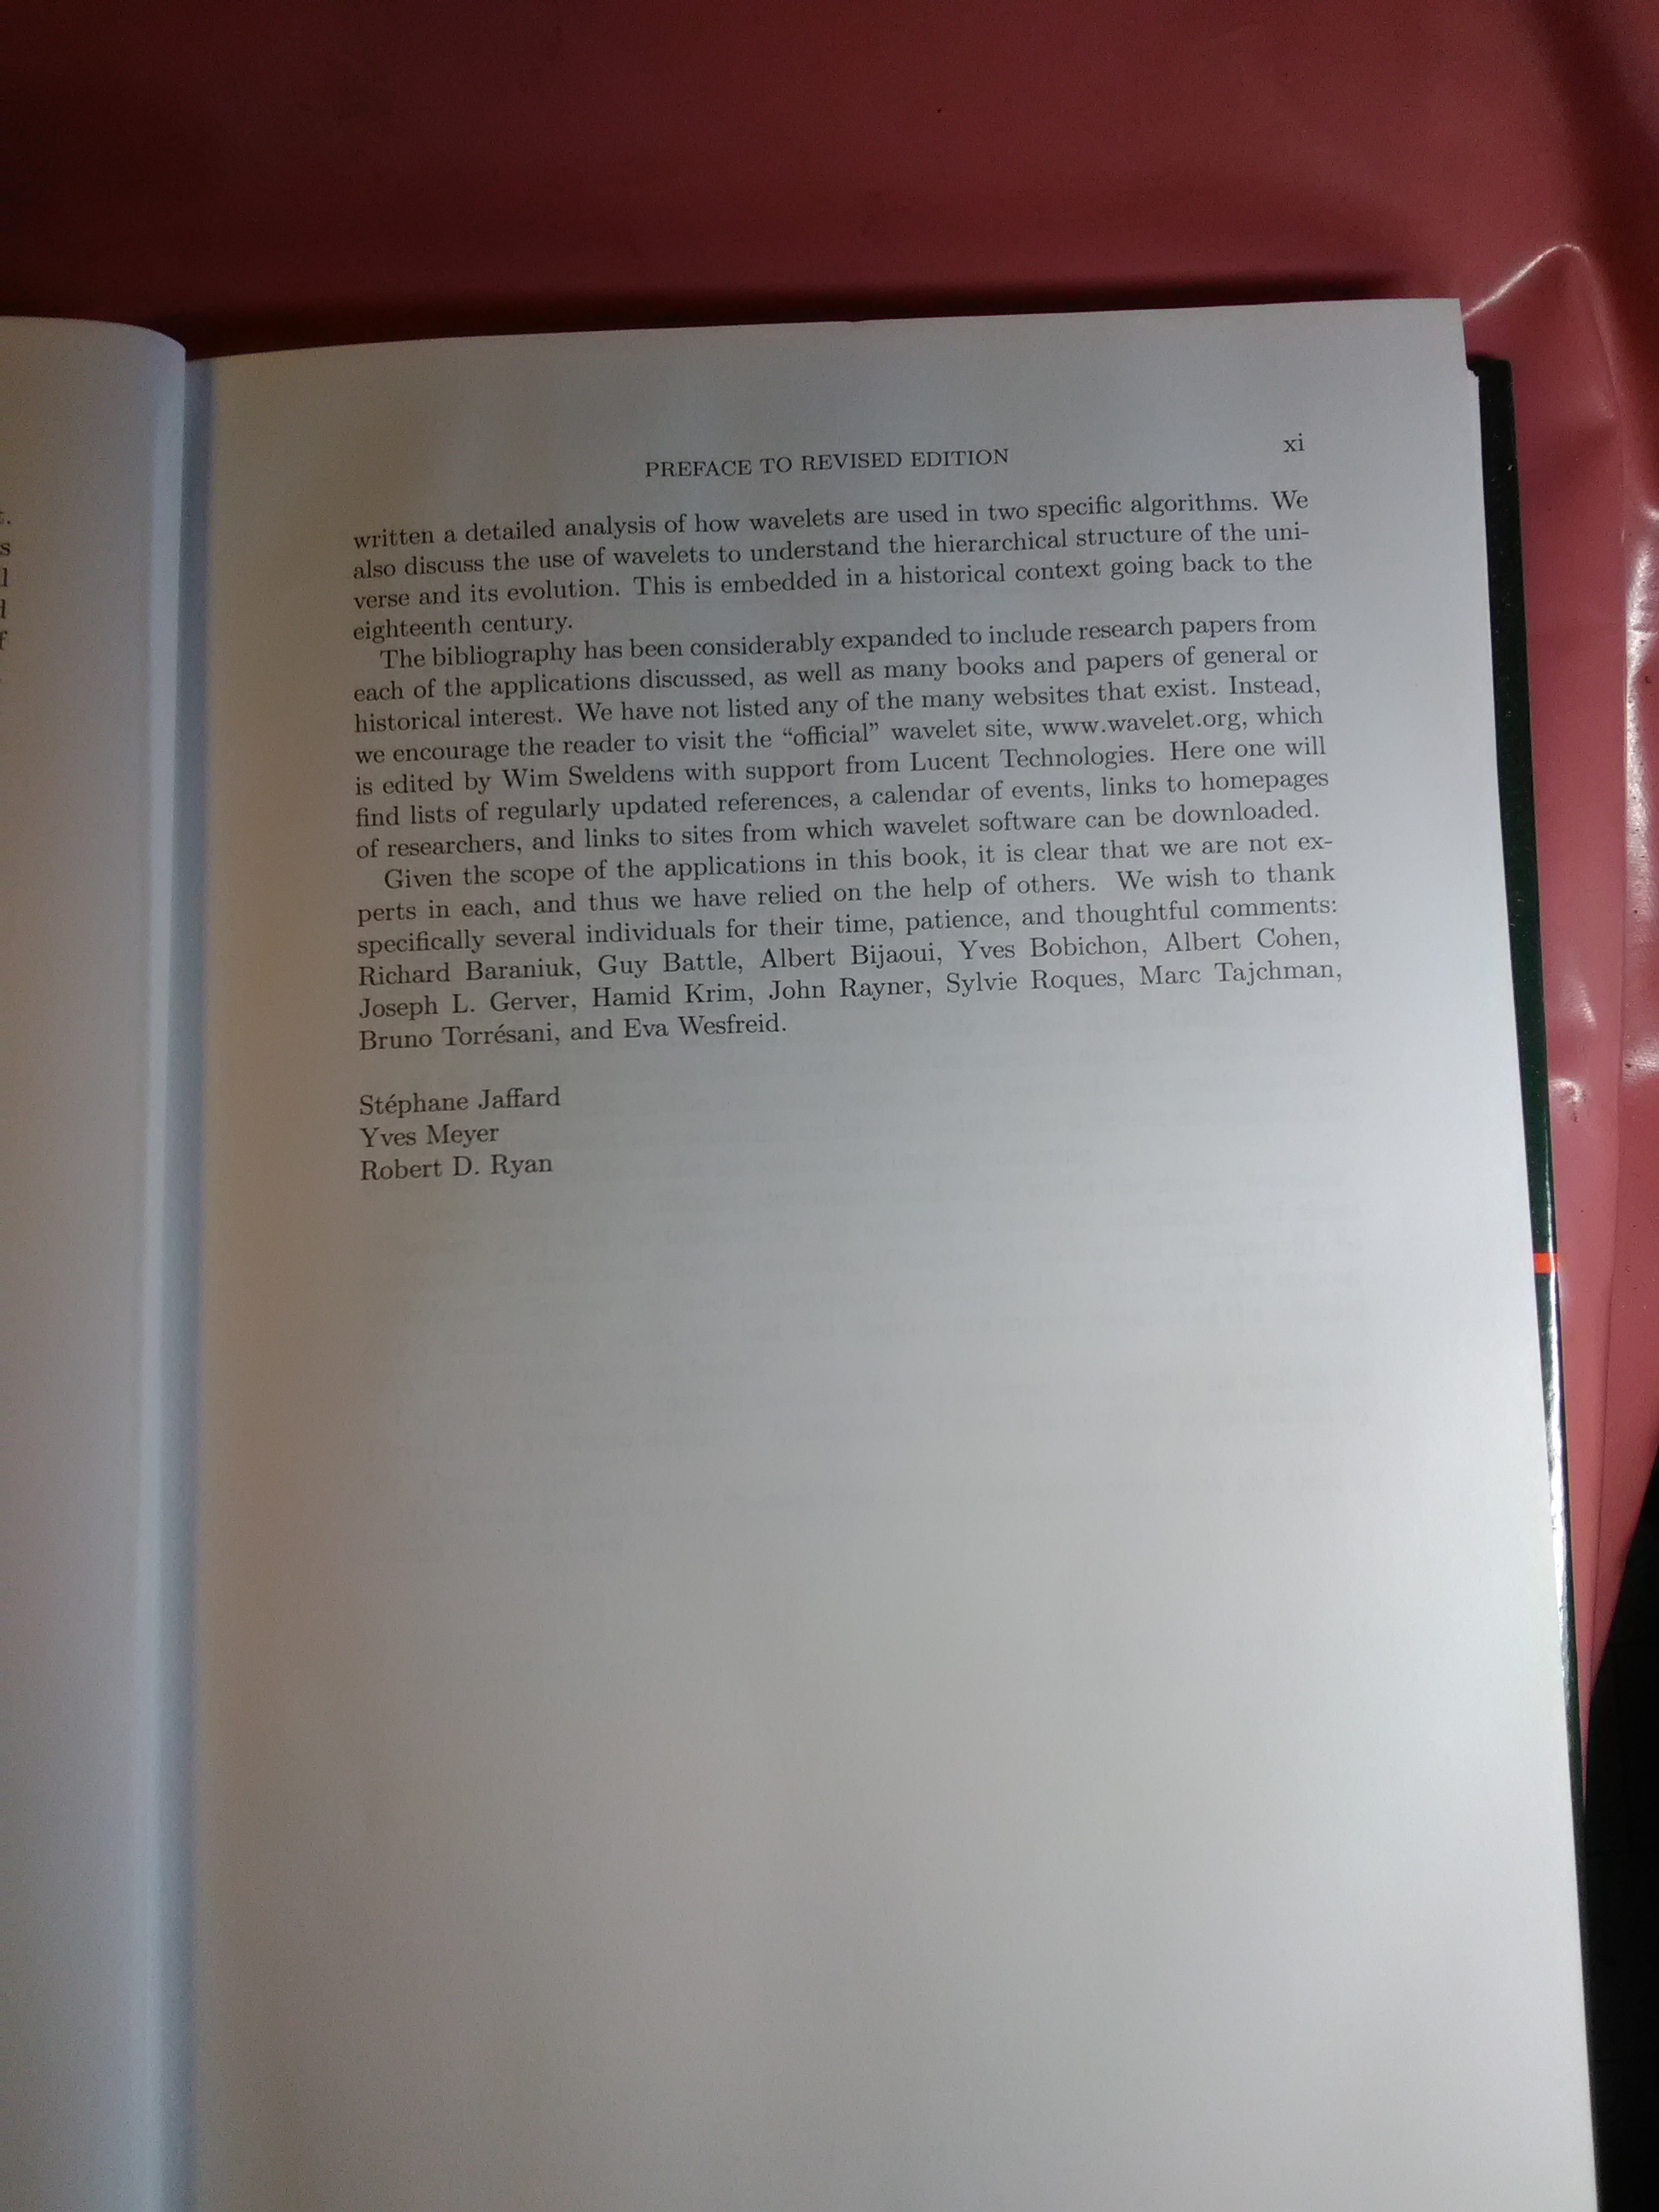 PREFACE TO REVISED EDITION xi
written a detailed analysis of how wavelets are used in two specific algorithms. We
also discuss the use of wavelets to understand the hierarchical structure of the uni-
verse and its evolution. This is embedded in a historical context going back to the
eighteenth century.
The bibliography has been considerably expanded to include research papers from
each of the applications discussed, as well as many books and papers of general or
historical interest. We have not listed any of the many websites that exist. Instead,
we encourage the reader to visit the “official” wavelet site, www.wavelet.org, which
is edited by Wim Sweldens with support from Lucent Technologies. Here one will
find lists of regularly updated references, a calendar of events, links to homepages
of researchers, and links to sites from which wavelet software can be downloaded.
Given the scope of the applications in this book, it is clear that we are not ex-
perts in each, and thus we have relied on the help of others. We wish to thank
specifically several individuals for their time, patience, and thoughtful comments:
Richard Baraniuk, Guy Battle, Albert Bijaoui, Yves Bobichon, Albert Cohen,
Joseph L. Gerver, Hamid Krim, John Rayner, Sylvie Roques, Marc Tajchman,
Bruno Torrésani, and Eva Wesfreid.
Stéphane Jaffard
Yves Meyer
Robert D. Ryan